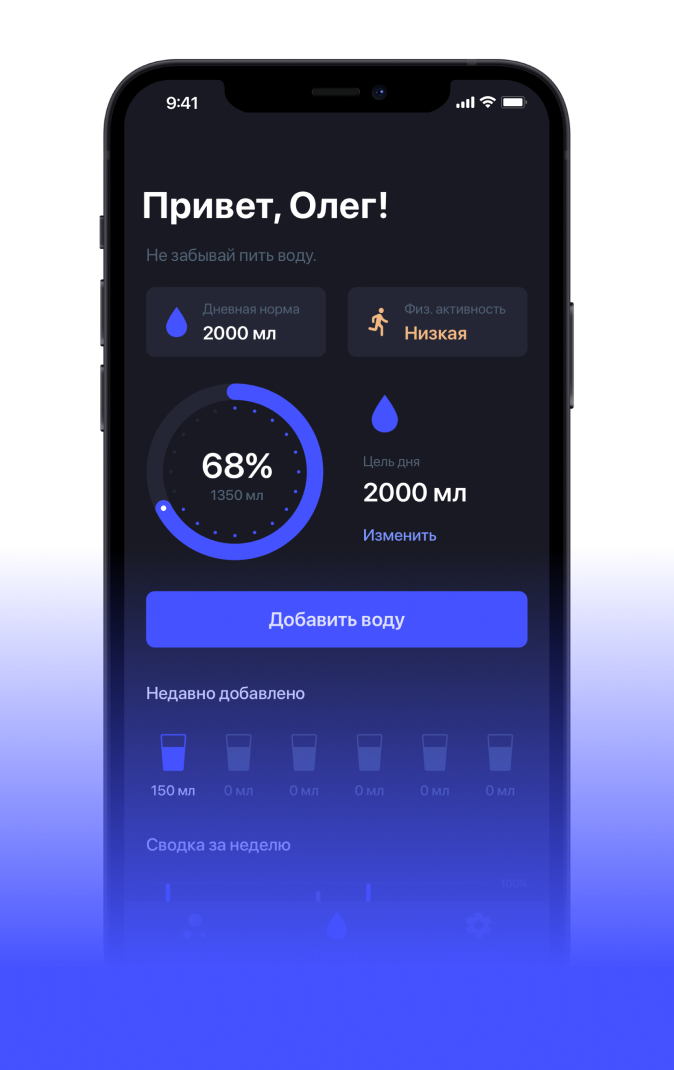 9:41
Привет, Олег!
Не забывай пить воду.
Дневная норма
2000 мл
Физ. активность
Низкая
68%
1350 мл
Цель дня
2000 мл
Изменить
Добавить воду
Недавно добавлено
150 мл 0 мл 0 мл 0 мл 0 мл 0 мл
Сводка за неделю
100%